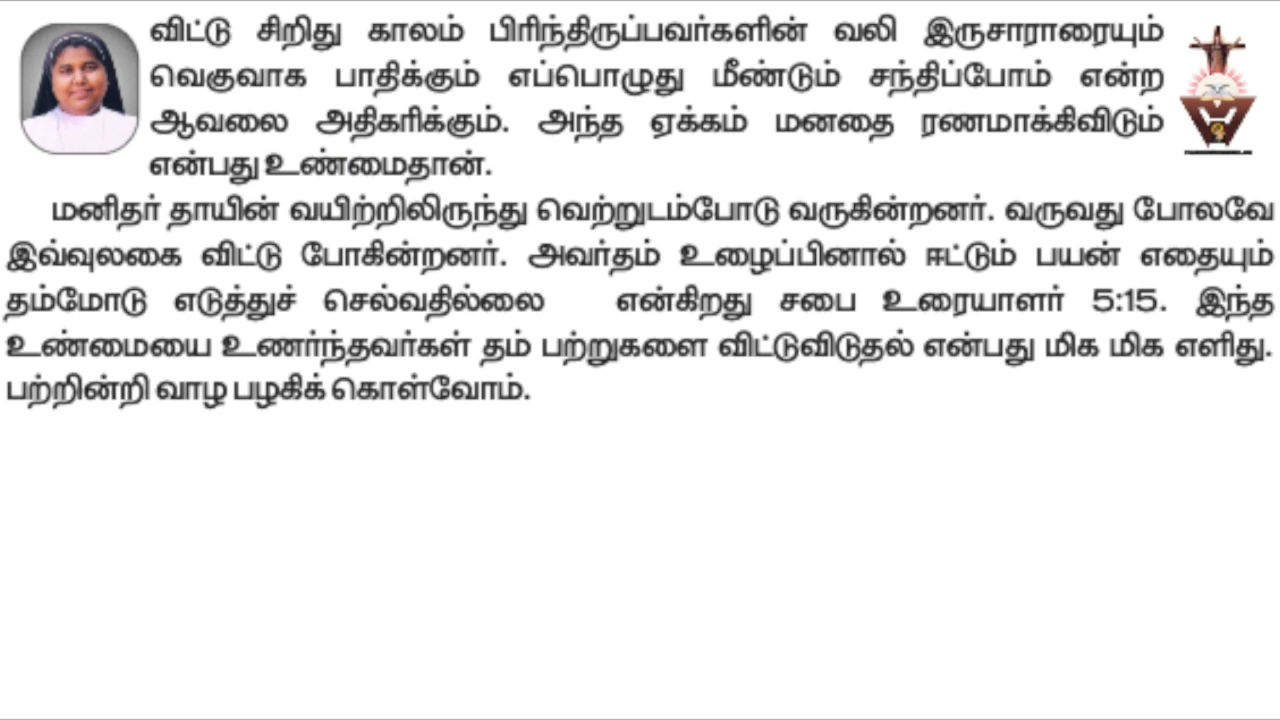 விட்டு சிறிது காலம் பிரிந்திருப்பவர்களின் வலி இருசாராரையும்
வெகுவாக பாதிக்கும் எப்பொழுது மீண்டும் சந்திப்போம் என்ற
ஆவலை அதிகரிக்கும். அந்த ஏக்கம் மனதை ரணமாக்கிவிடும்
என்பது உண்மைதான்.
மனிதர் தாயின் வயிற்றிலிருந்து வெற்றுடம்போடு வருகின்றனர். வருவது போலவே
இவ்வுலகை விட்டு போகின்றனர். அவர்தம் உழைப்பினால் ஈட்டும் பயன் எதையும்
தம்மோடு எடுத்துச் செல்வதில்லை என்கிறது சபை உரையாளர் 5:15. இந்த
உண்மையை உணர்ந்தவர்கள் தம் பற்றுகளை விட்டுவிடுதல் என்பது மிக மிக எளிது.
பற்றின்றி வாழ பழகிக் கொள்வோம்.